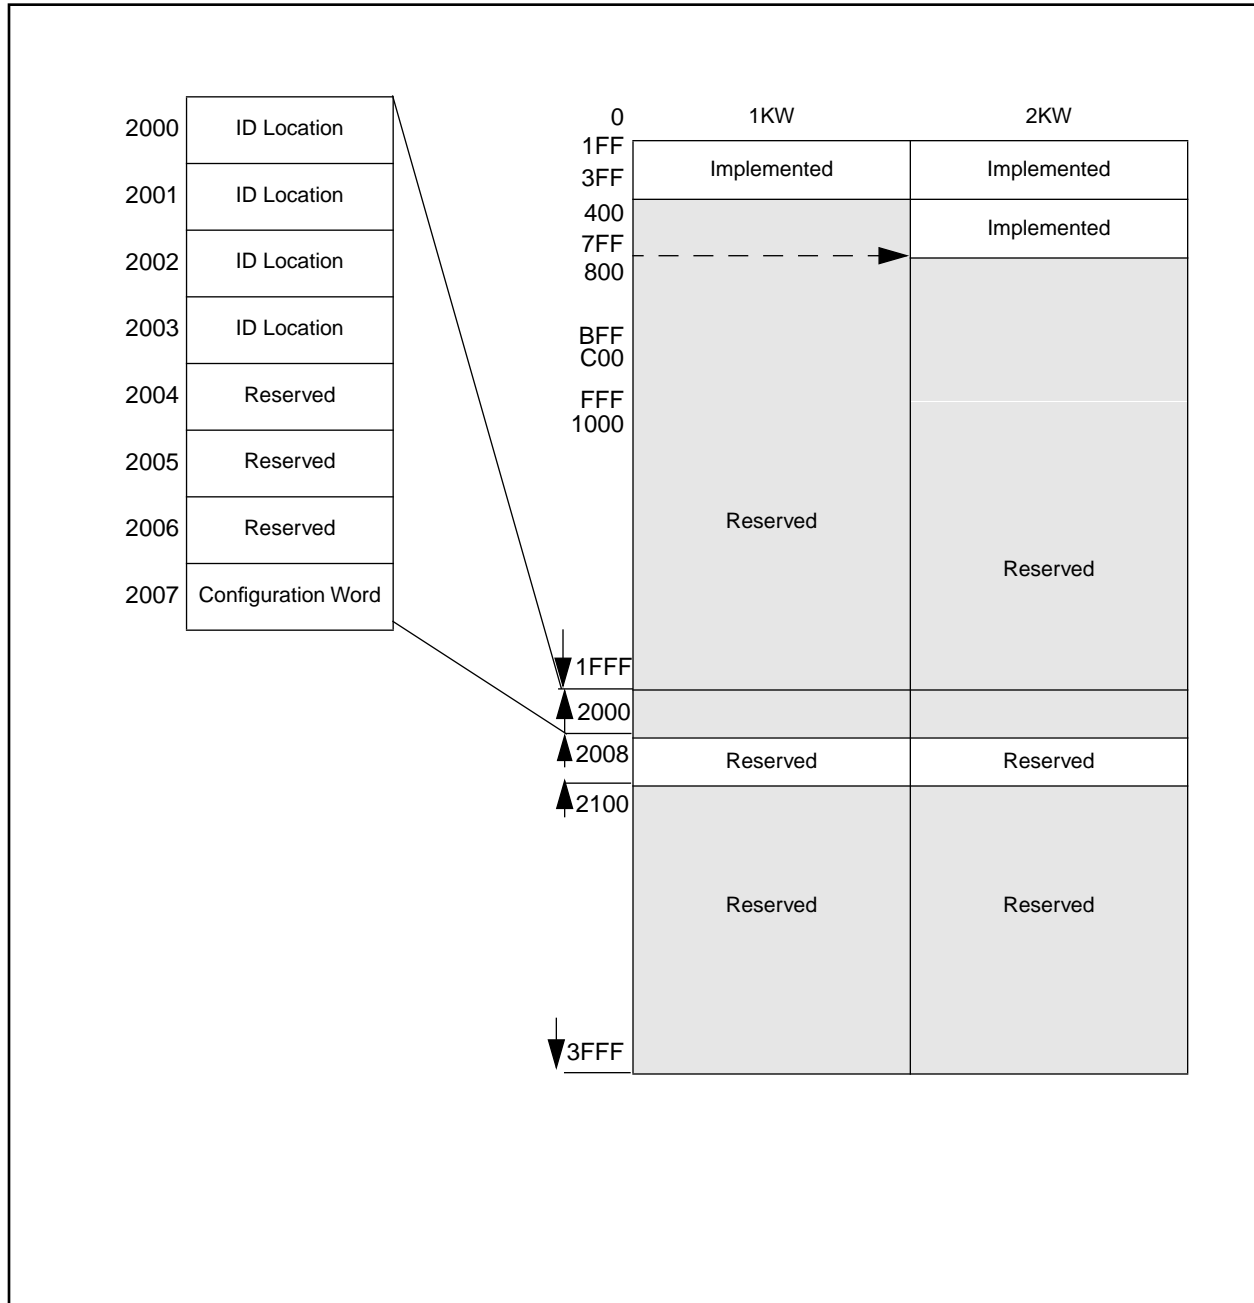 2000 ID Location
2001 ID Location
2002 ID Location
2003 ID Location
2004 Reserved
2005 Reserved
2006 Reserved
2007 Configuration Word
0 1KW 2KW
1FF
Implemented Implemented
3FF
400
Implemented
7FF
800
BFF
C00
FFF
1000
Reserved
Reserved
1FFF
2000
2008 Reserved Reserved
2100
Reserved Reserved
3FFF